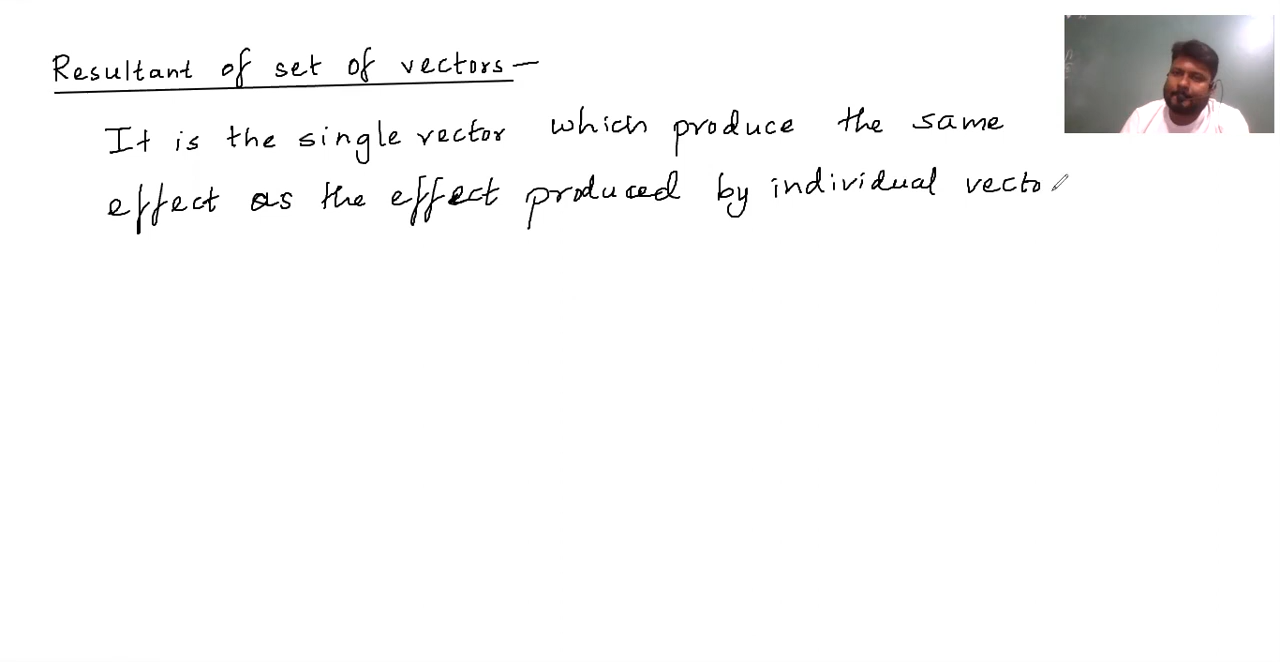 Resultant of set of vectors —
It is the single vector which produce the same
effect as the effect produced by individual vecto